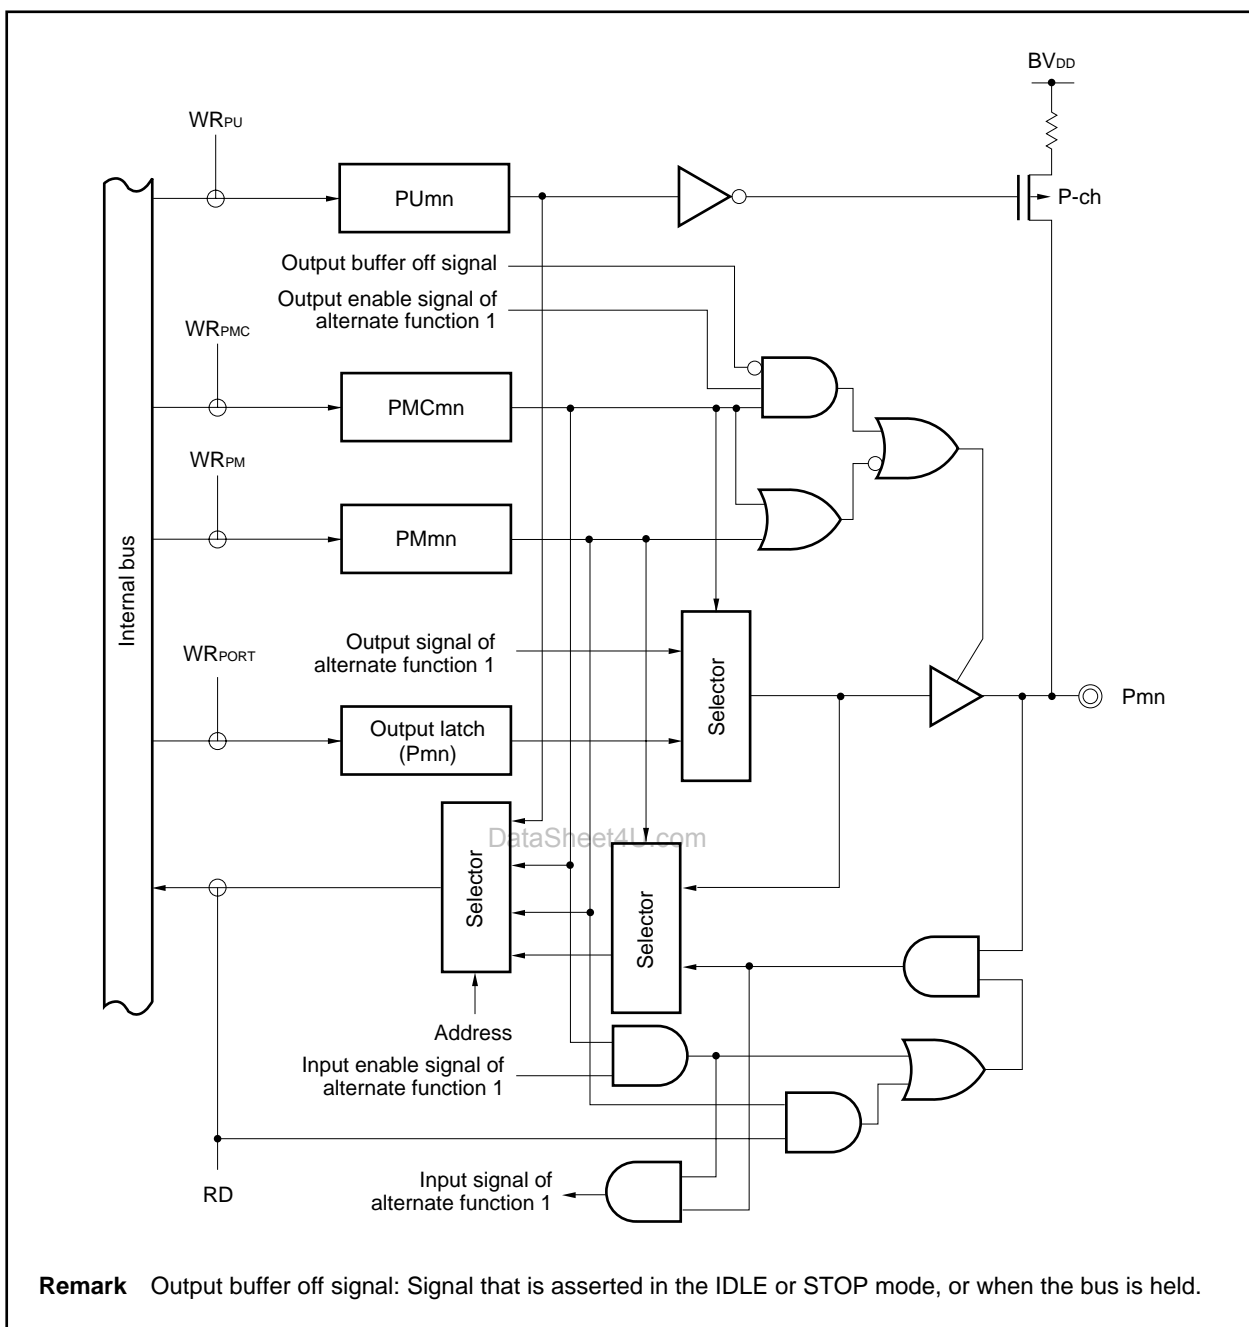 BVDD
WRPU
PUmn
P-ch
Output buffer off signal
Output enable signal of
alternate function 1
WRPMC
PMCmn
WRPM
PMmn
Internal bus
Output signal of
alternate function 1
WRPORT
Selector
Pmn
Output latch
(Pmn)
DataSheet4U.com
Selector
Selector
Address
Input enable signal of
alternate function 1
Input signal of
alternate function 1
RD
Remark Output buffer off signal: Signal that is asserted in the IDLE or STOP mode, or when the bus is held.